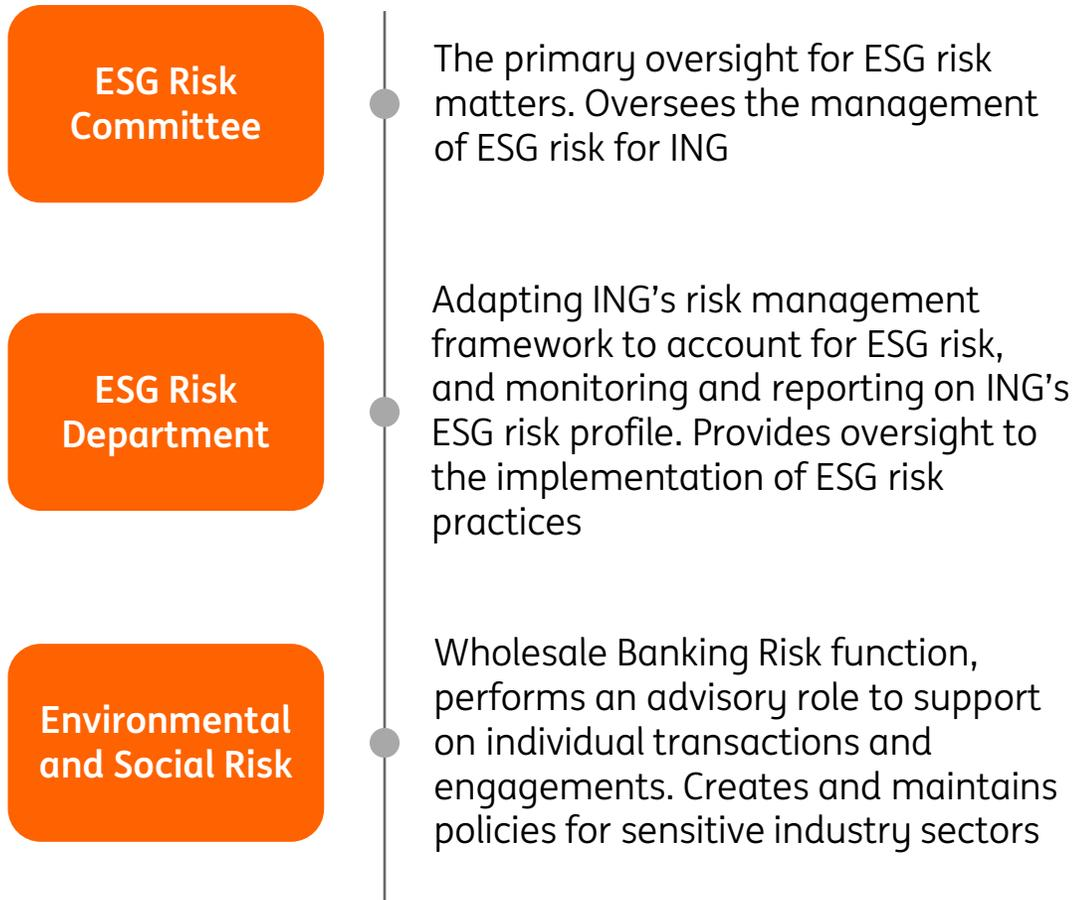 ESG Risk
Committee
The primary oversight for ESG risk
matters. Oversees the management
of ESG risk for ING
ESG Risk
Department
Adapting ING’s risk management
framework to account for ESG risk,
and monitoring and reporting on ING’s
ESG risk profile. Provides oversight to
the implementation of ESG risk
practices
Environmental
and Social Risk
Wholesale Banking Risk function,
performs an advisory role to support
on individual transactions and
engagements. Creates and maintains
policies for sensitive industry sectors